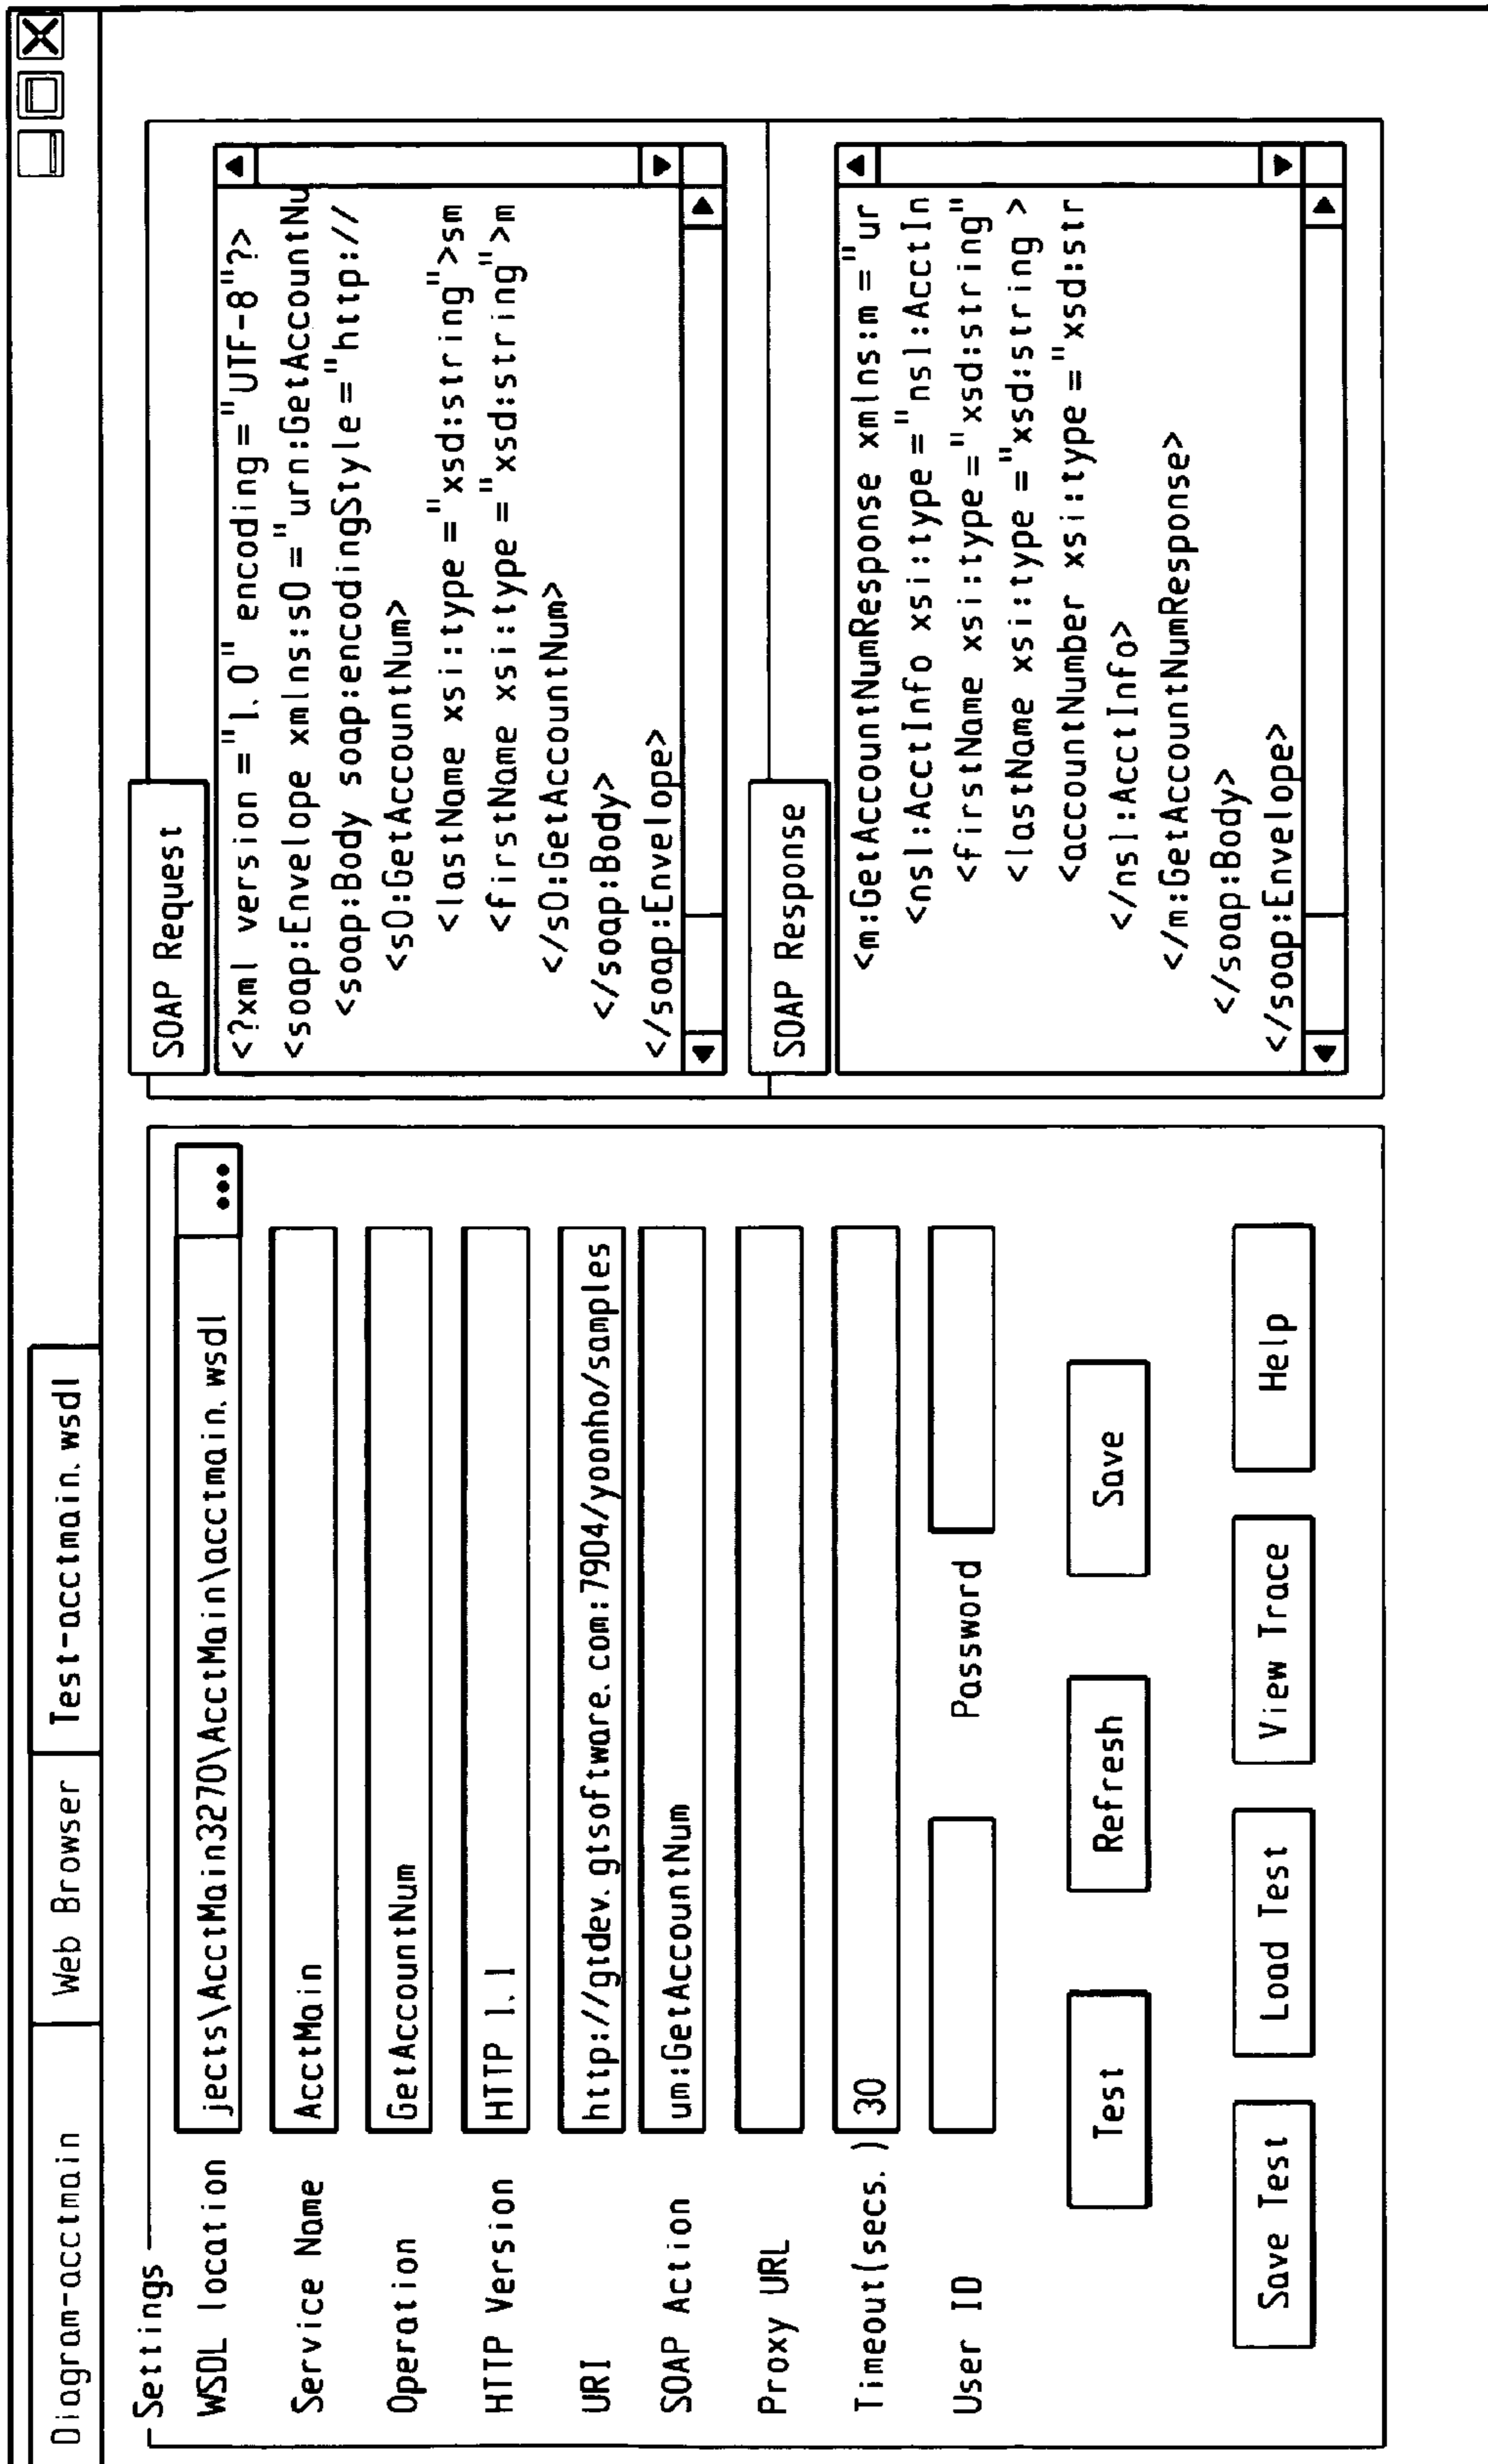 Diagram-acctmain
Web Browser
Test-acctmain.wsdl
Settings
WSDL location jects\AcctMain3270\AcctMain\acctmain.wsdl •••
Service Name AcctMain
Operation GetAccountNum
HTTP Version HTTP 1.1
URI http://gtdev.gtsoftware.com:7904/yoonho/samples
SOAP Action um:GetAccountNum
Proxy URL
Timeout(secs.) 30
User ID Password
Test Refresh Save
Save Test Load Test View Trace Help
SOAP Request
<?xml version="1.0" encoding="UTF-8"?>
<soap:Envelope xmlns:s0="urn:GetAccountNu
<soap:Body soap:encodingStyle="http://
<s0:GetAccountNum>
<lastName xsi:type="xsd:string">sm
<firstName xsi:type="xsd:string">m
</s0:GetAccountNum>
</soap:Body>
</soap:Envelope>
SOAP Response
<m:GetAccountNumResponse xmlns:m="ur
<ns1:AcctInfo xsi:type="ns1:AcctIn
<firstName xsi:type="xsd:string"
<lastName xsi:type="xsd:string >
<accountNumber xsi:type="xsd:str
</ns1:AcctInfo>
</m:GetAccountNumResponse>
</soap:Body>
</soap:Envelope>